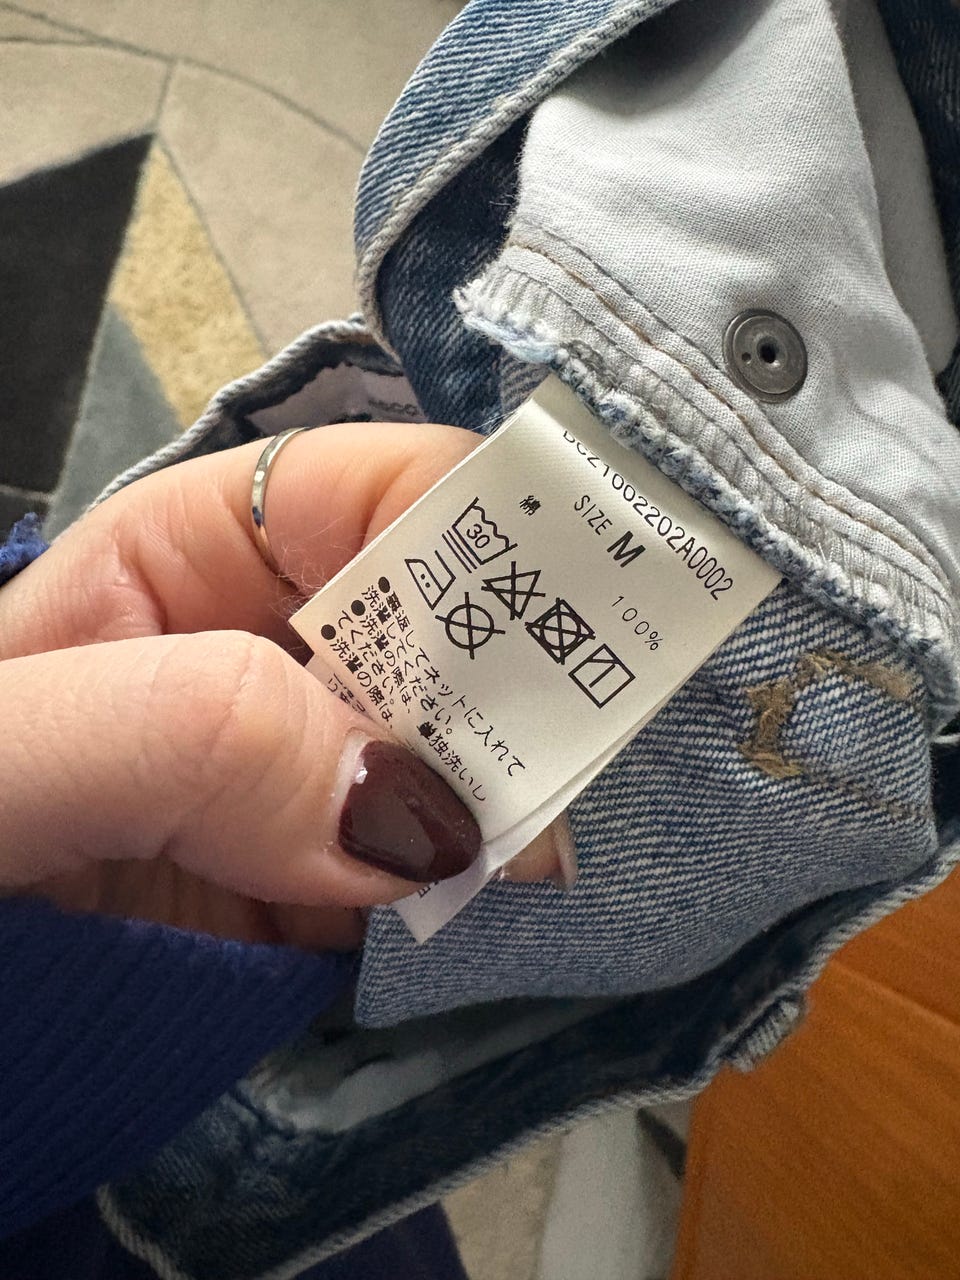 DC21002202A0002
SIZE M
綿 100%
30
●裏返してネットに入れて
洗濯してください。
●洗濯の際は、単独洗いし
てください。
●洗濯の際は、